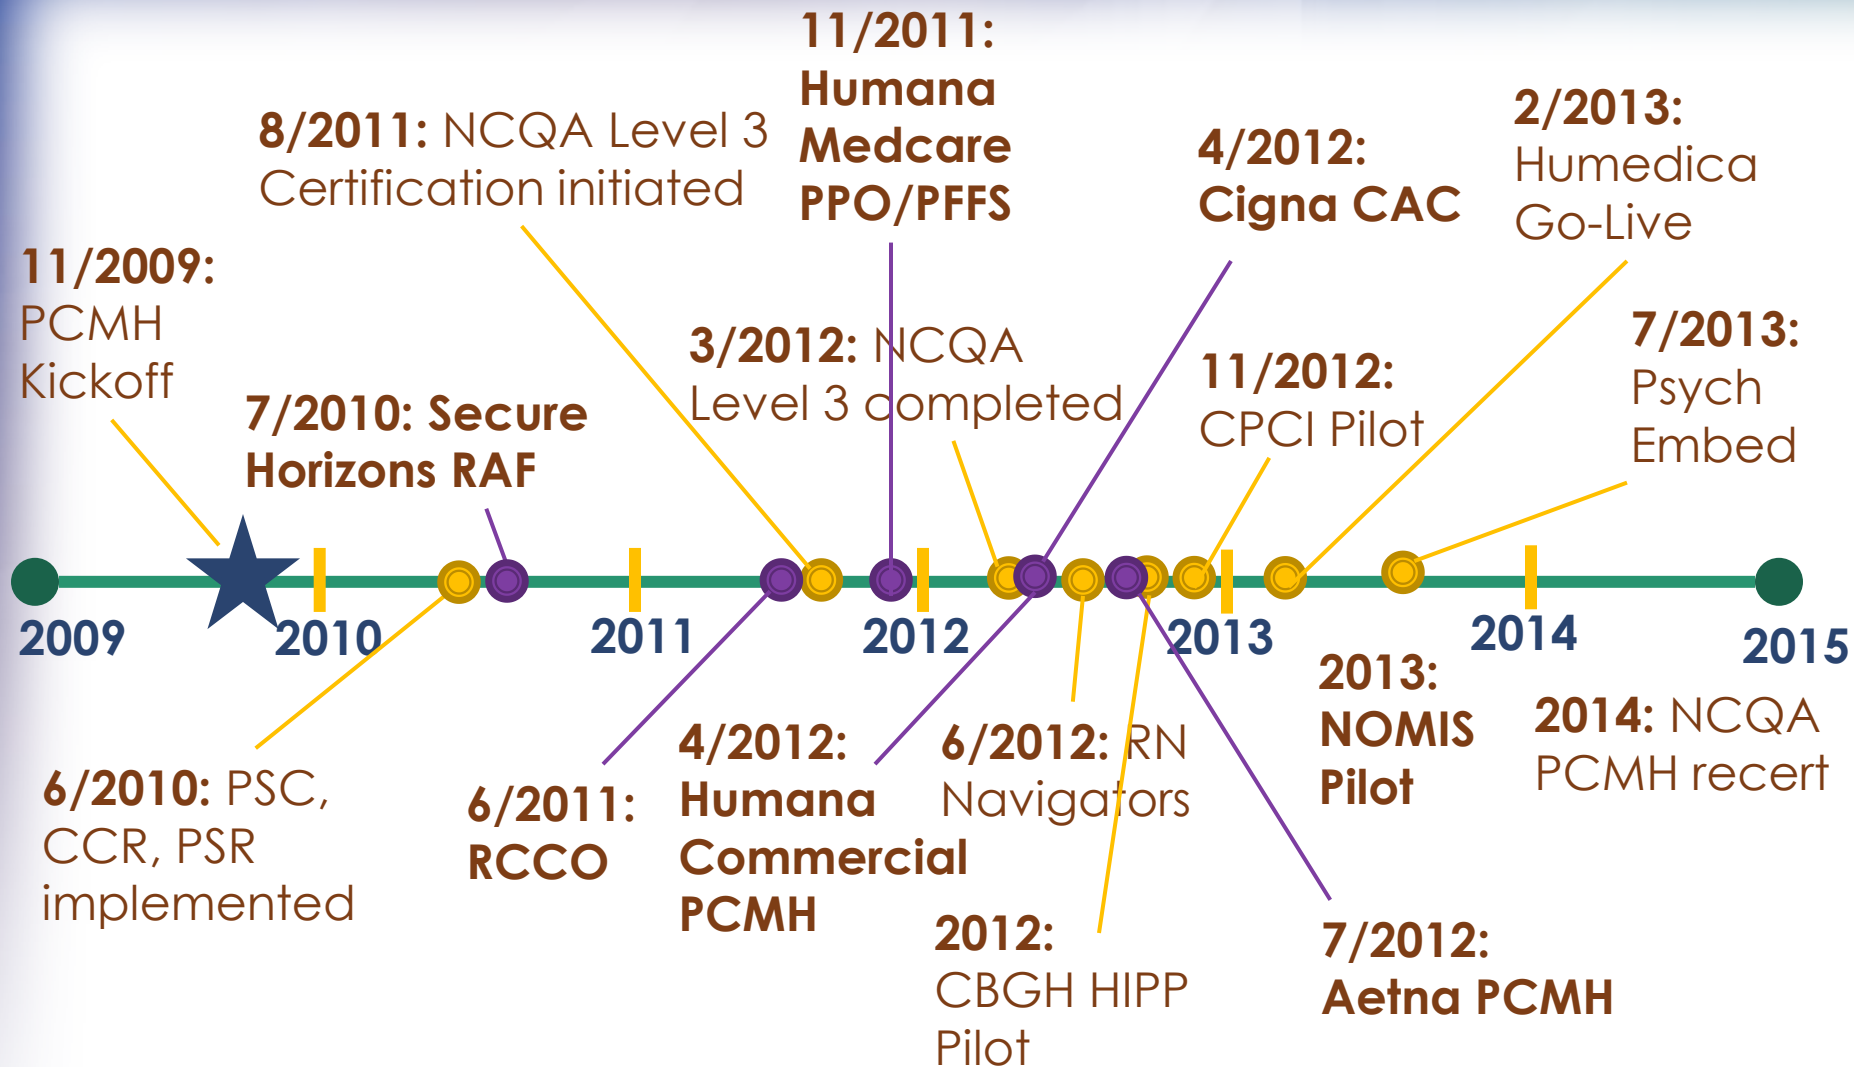 11/2011:
Humana
Medcare
PPO/PFFS
8/2011: NCQA Level 3
Certification initiated
4/2012:
Cigna CAC
2/2013:
Humedica
Go-Live
11/2009:
PCMH
Kickoff
7/2010: Secure
Horizons RAF
3/2012: NCQA
Level 3 completed
11/2012:
CPCI Pilot
7/2013:
Psych
Embed
2009
2010
2011
2012
2013
2014
2015
6/2010: PSC,
CCR, PSR
implemented
6/2011:
RCCO
4/2012:
Humana
Commercial
PCMH
6/2012: RN
Navigators
2012:
CBGH HIPP
Pilot
7/2012:
Aetna PCMH
2013:
NOMIS
Pilot
2014: NCQA
PCMH recert